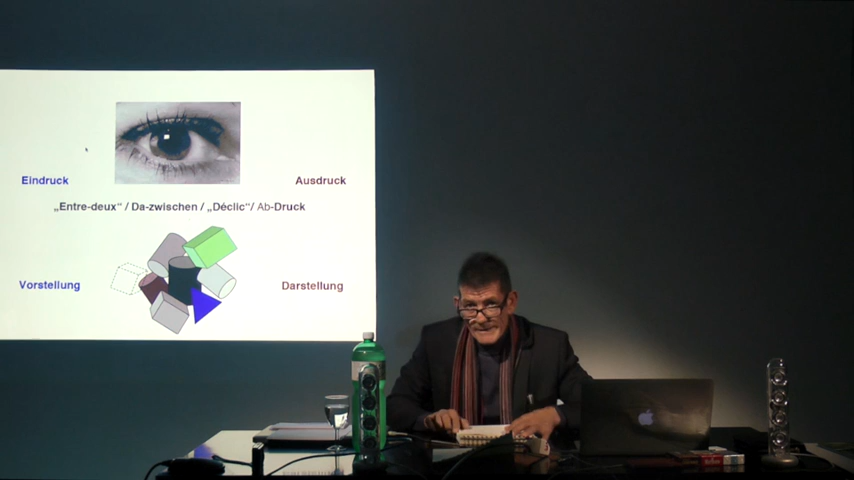 Eindruck
Ausdruck
„Entre-deux“ / Da-zwischen / „Déclic“/ Ab-Druck
Vorstellung
Darstellung